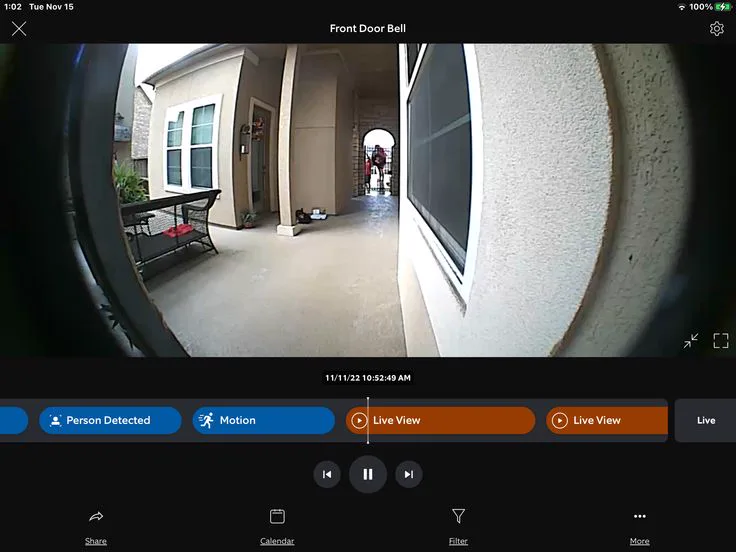 1:02 Tue Nov 15
100%
Front Door Bell
11/11/22 10:52:49 AM
Person Detected
Motion
Live View
Live View
Live
Share
Calendar
Filter
More